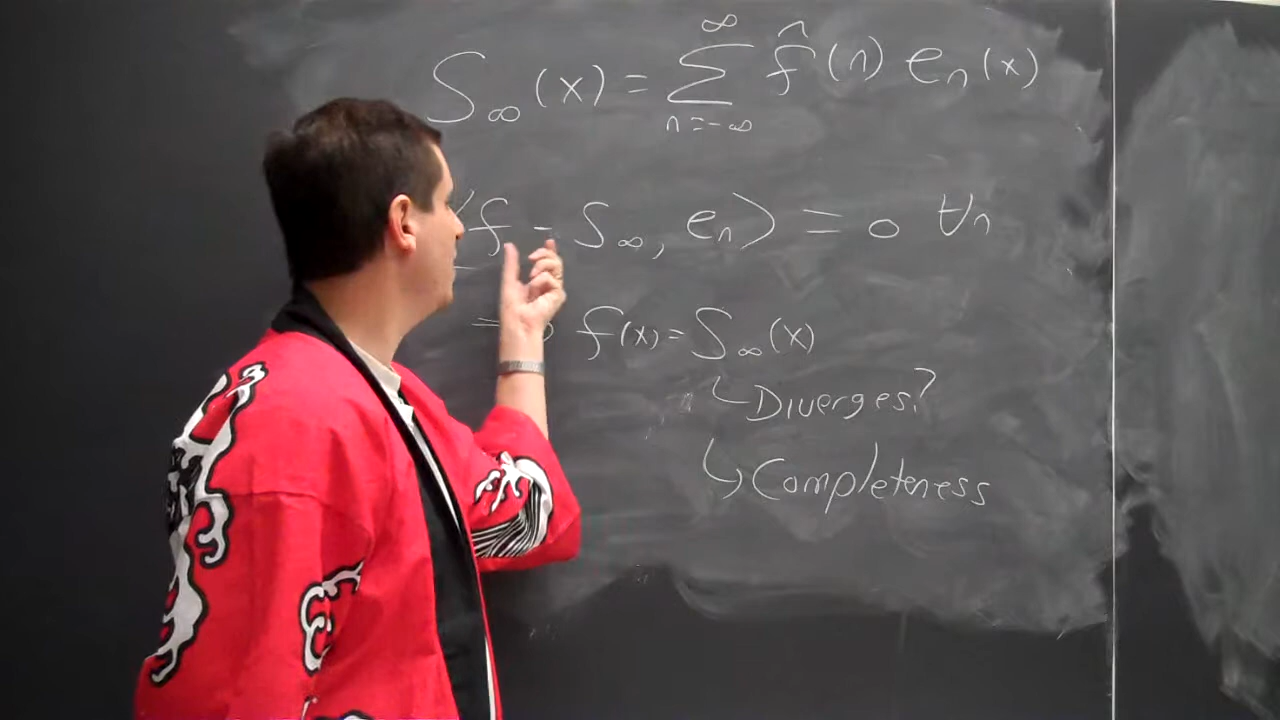 S∞(x) = ∑_{n=-∞}^{∞} f̂(n) eₙ(x)
⟨f - S∞, eₙ⟩ = 0 ∀n
f(x) = S∞(x)
↳ Diverges?
↳ Completeness